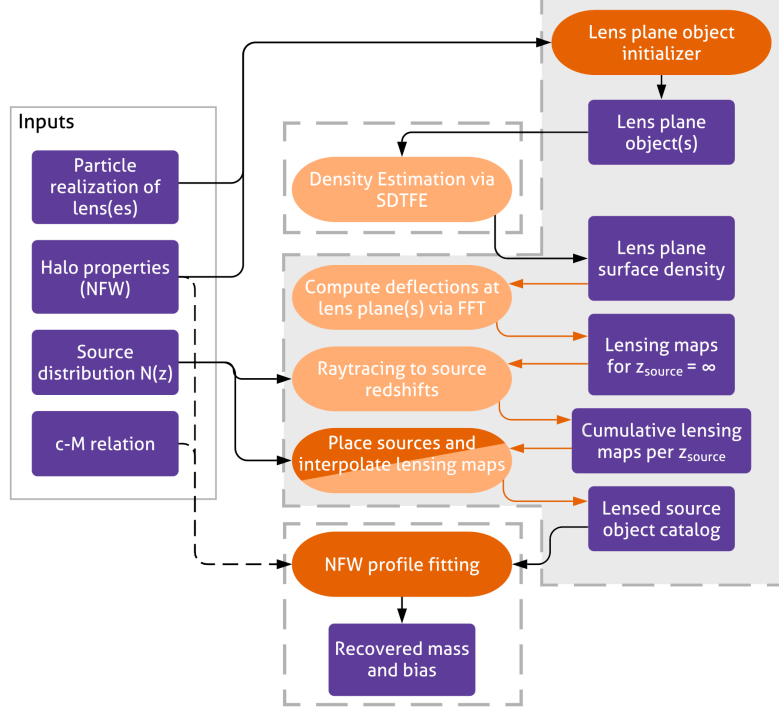 Lens plane object
initializer
Inputs
Lens plane
object(s)
Particle
realization of
lens(es)
Density Estimation via
SDTFE
Halo properties
(NFW)
Lens plane
surface density
Compute deflections at
lens plane(s) via FFT
Source
distribution N(z)
Lensing maps
for zsource = ∞
Raytracing to source
redshifts
c-M relation
Cumulative lensing
maps per zsource
Place sources and
interpolate lensing maps
Lensed source
object catalog
NFW profile fitting
Recovered mass
and bias